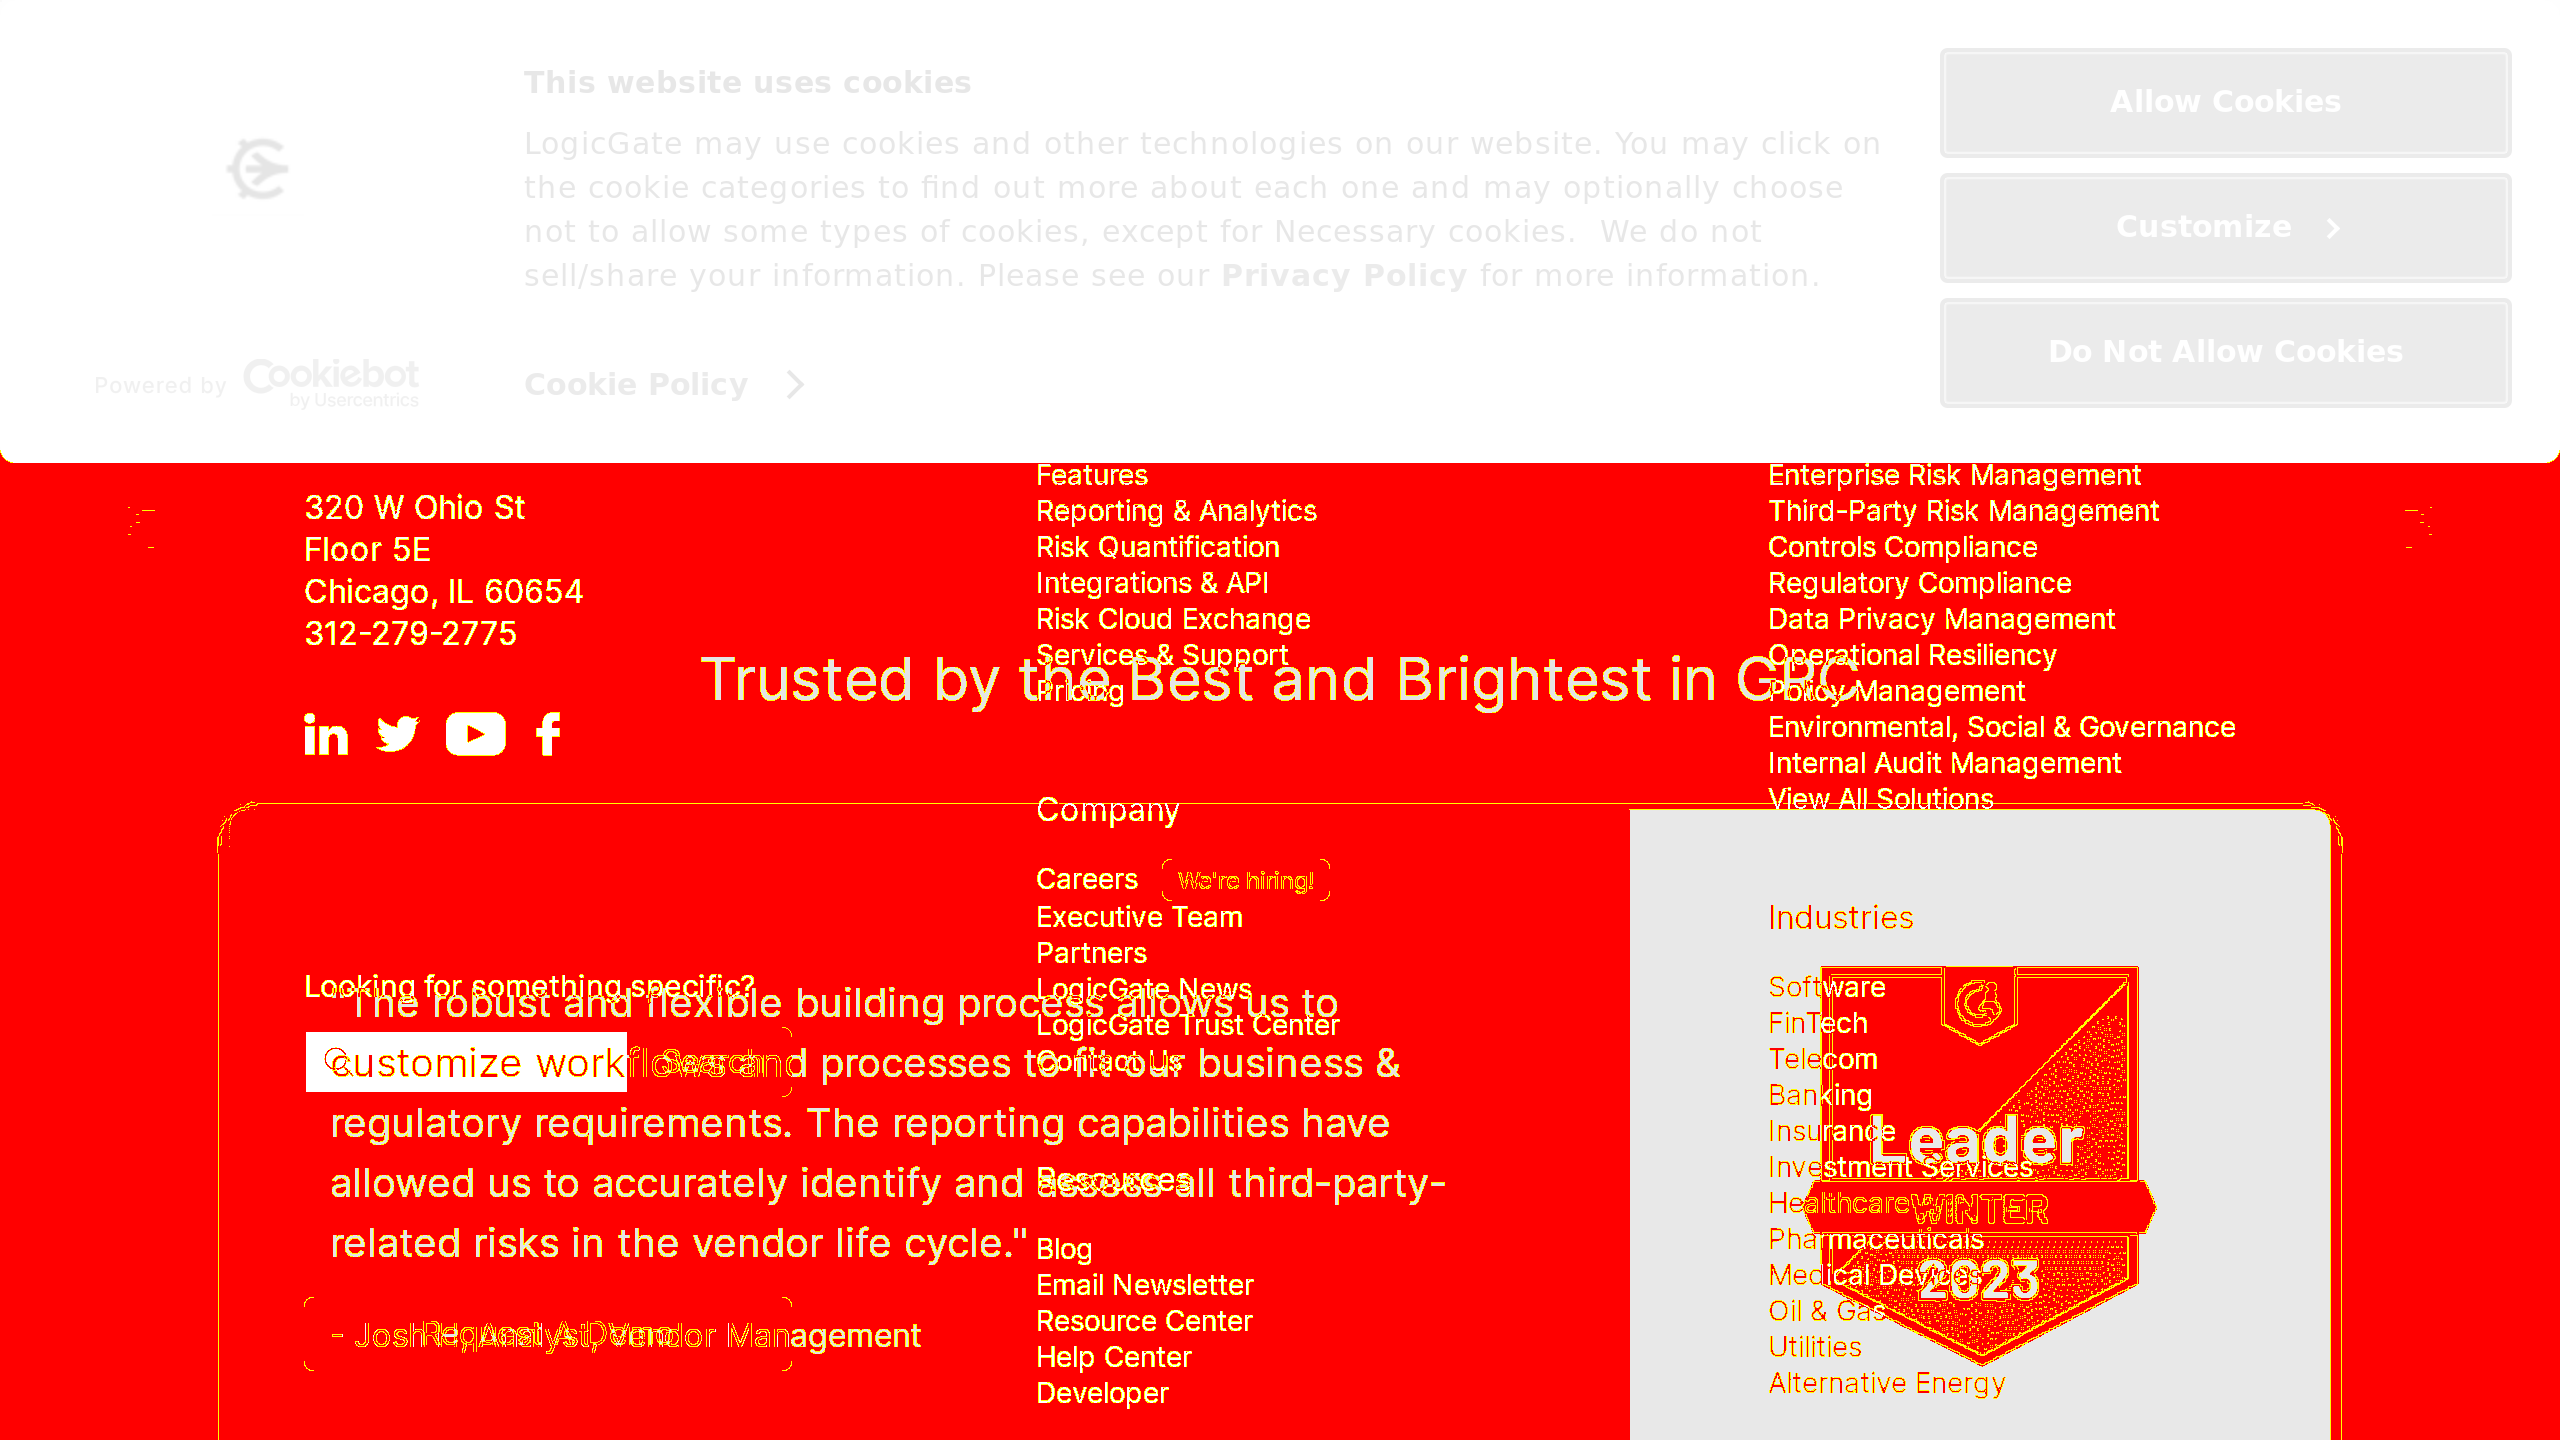 This website uses cookies
LogicGate may use cookies and other technologies on our website. You may click on
the cookie categories to find out more about each one and may optionally choose
not to allow some types of cookies, except for Necessary cookies.  We do not
sell/share your information. Please see our Privacy Policy for more information.
Powered by Cookiebot
by Usercentrics
Cookie Policy
Allow Cookies
Customize
Do Not Allow Cookies
320 W Ohio St
Floor 5E
Chicago, IL 60654
312-279-2775
Features
Reporting & Analytics
Risk Quantification
Integrations & API
Risk Cloud Exchange
Services & Support
Pricing
Enterprise Risk Management
Third-Party Risk Management
Controls Compliance
Regulatory Compliance
Data Privacy Management
Operational Resiliency
Policy Management
Environmental, Social & Governance
Internal Audit Management
View All Solutions
Trusted by the Best and Brightest in GRC
Company
Careers We're hiring!
Executive Team
Partners
LogicGate News
LogicGate Trust Center
Contact Us
Looking for something specific?
Search
"The robust and flexible building process allows us to
customize workflows and processes to fit our business &
regulatory requirements. The reporting capabilities have
allowed us to accurately identify and assess all third-party-
related risks in the vendor life cycle."
- Josh H, Analyst, Vendor Management
Request A Demo
Resources
Blog
Email Newsletter
Resource Center
Help Center
Developer
Industries
Software
FinTech
Telecom
Banking
Insurance
Investment Services
Healthcare
Pharmaceuticals
Medical Devices
Oil & Gas
Utilities
Alternative Energy
Leader
WINTER
2023